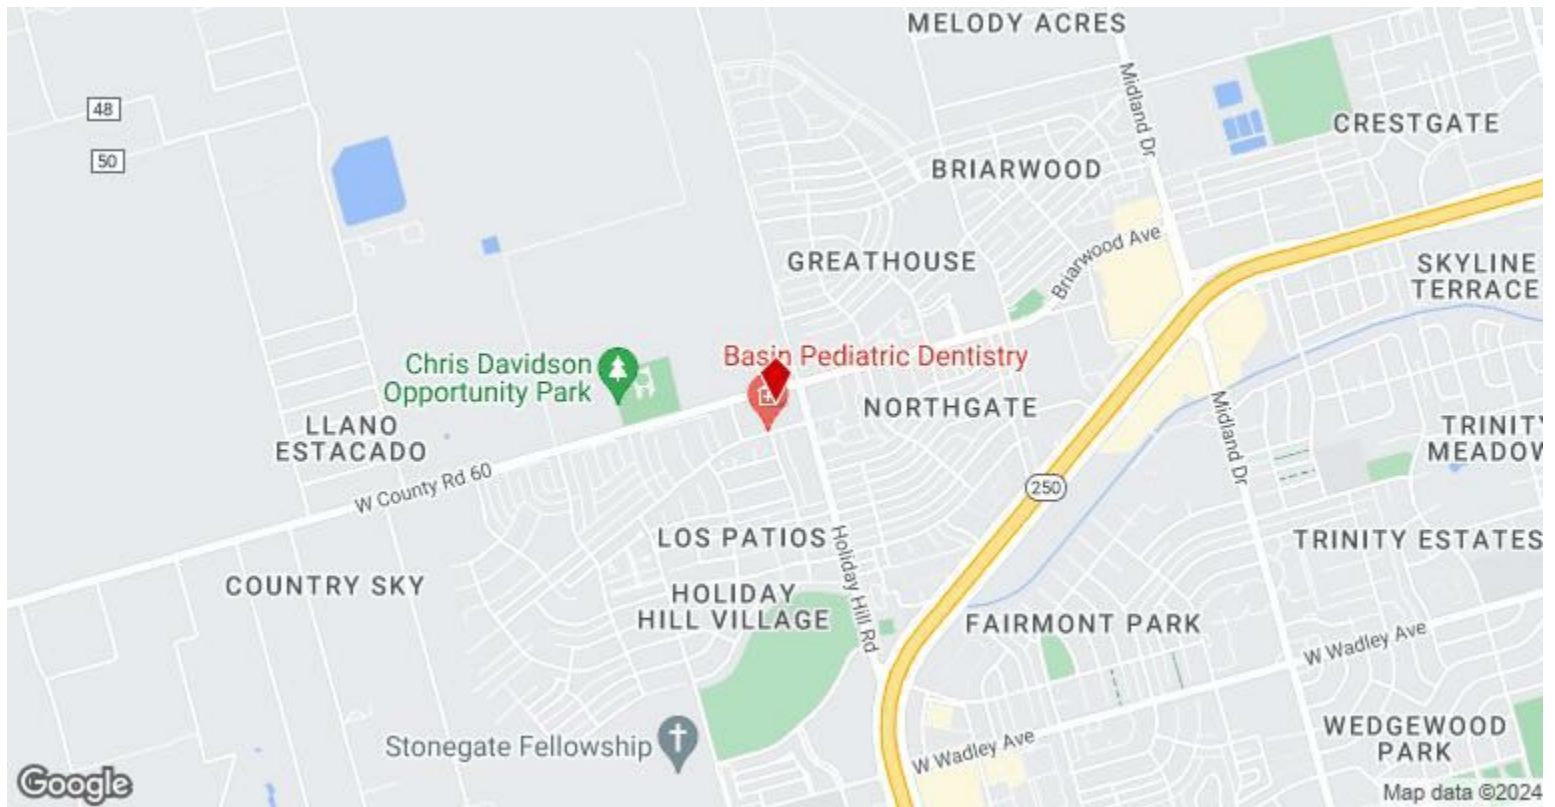 MELODY ACRES
Midland Dr
48
CRESTGATE
50
BRIARWOOD
Briarwood Ave
GREATHOUSE
SKYLINE
TERRACE
Basin Pediatric Dentistry
Chris Davidson
Opportunity Park
NORTHGATE
LLANO
ESTACADO
Midland Dr
TRINITY
MEADOW
W County Rd 60
250
LOS PATIOS
Holiday Hill Rd
TRINITY ESTATES
COUNTRY SKY
HOLIDAY
HILL VILLAGE
FAIRMONT PARK
W Wadley Ave
WEDGEWOOD
PARK
Stonegate Fellowship
W Wadley Ave
Google
Map data ©2024